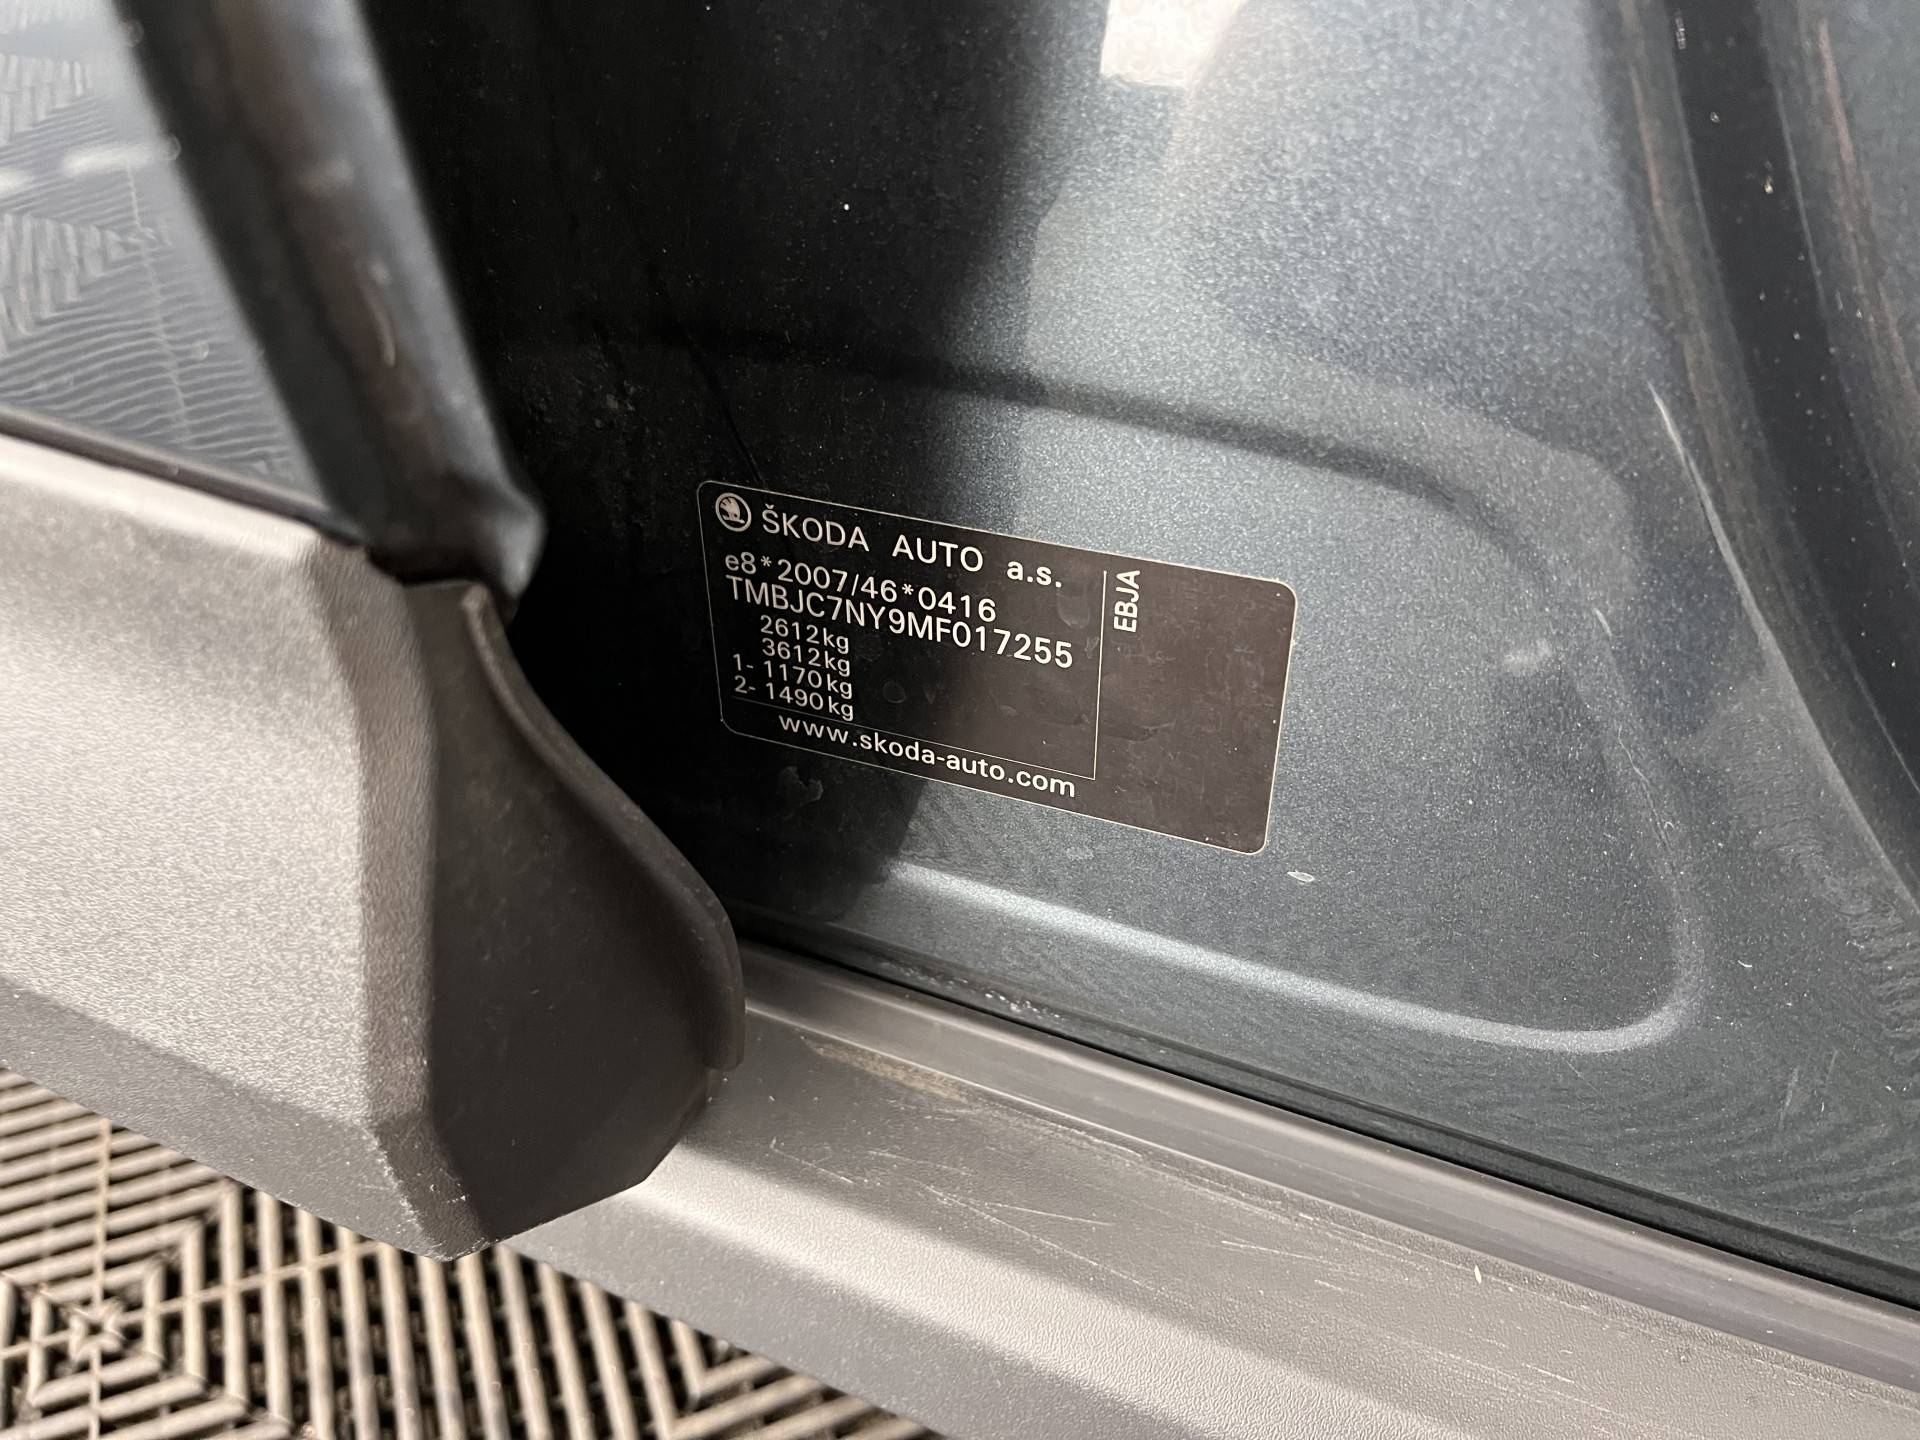 ŠKODA AUTO a.s.
e8*2007/46*0416
TMBJC7NY9MF017255
2612kg
3612kg
1- 1170kg
2- 1490kg
www.skoda-auto.com
EBJA